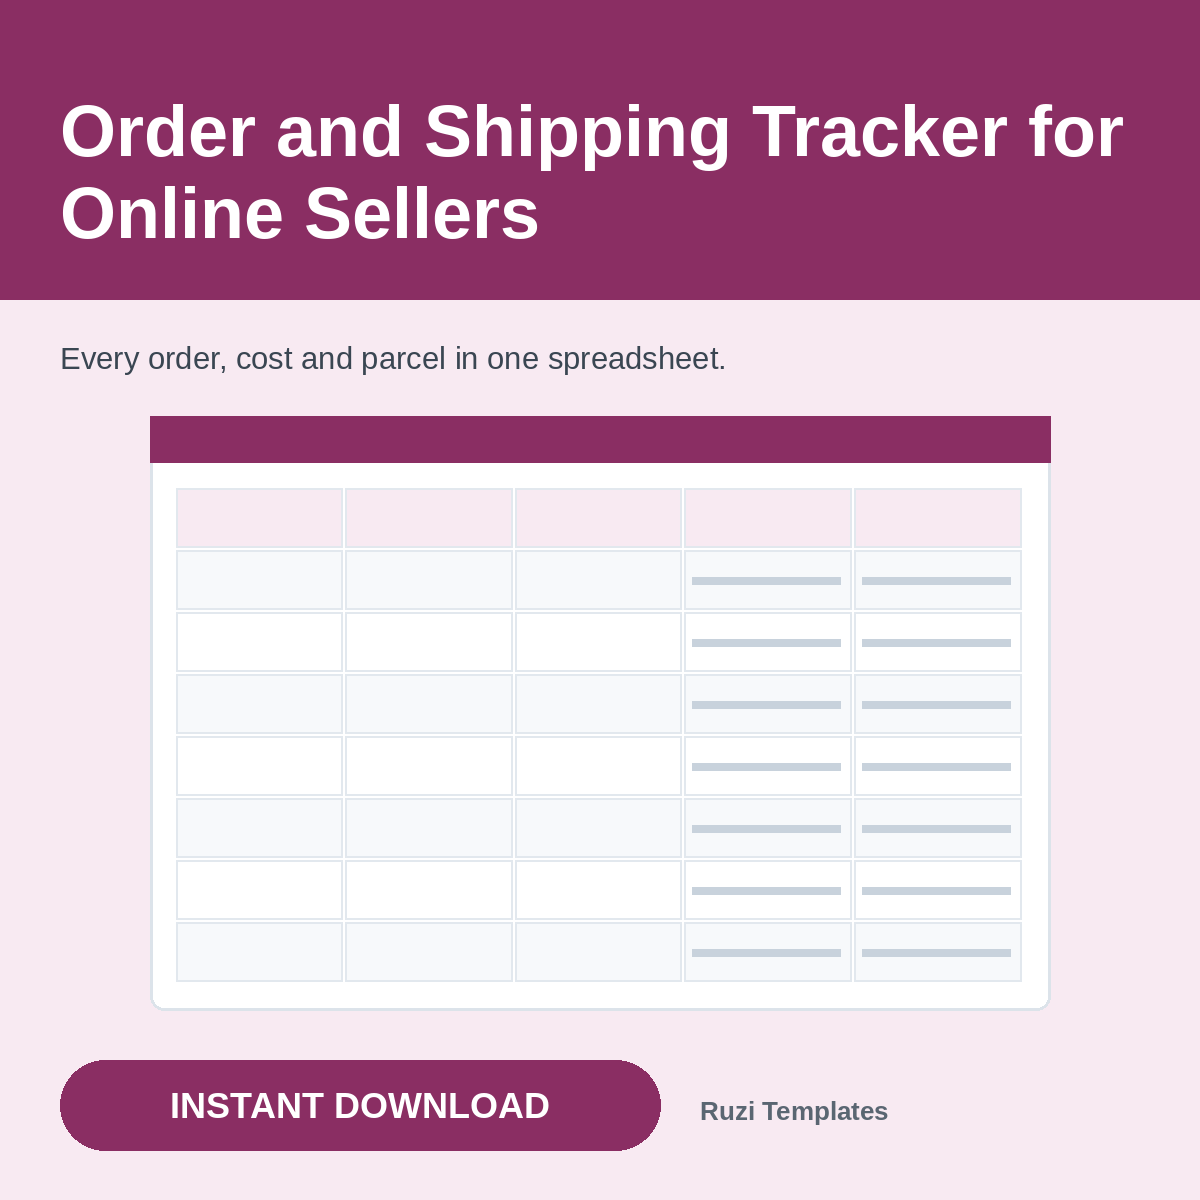 Order and Shipping Tracker for
Online Sellers
Every order, cost and parcel in one spreadsheet.
INSTANT DOWNLOAD
Ruzi Templates